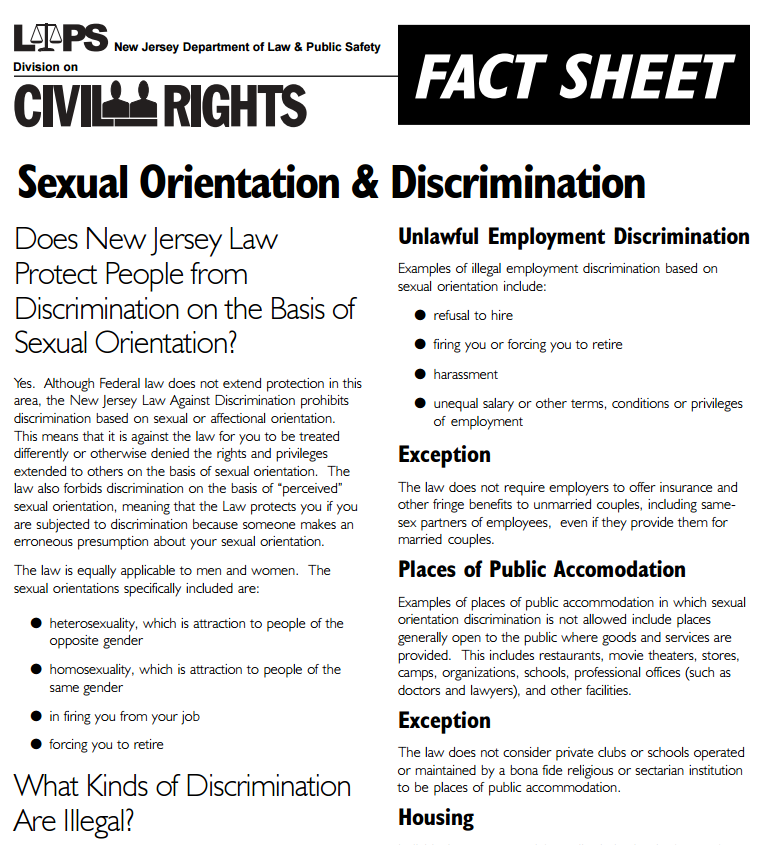 LPS New Jersey Department of Law & Public Safety
Division on
CIVIL RIGHTS
FACT SHEET
Sexual Orientation & Discrimination
Does New Jersey Law
Protect People from
Discrimination on the Basis of
Sexual Orientation?
Yes. Although Federal law does not extend protection in this
area, the New Jersey Law Against Discrimination prohibits
discrimination based on sexual or affectional orientation.
This means that it is against the law for you to be treated
differently or otherwise denied the rights and privileges
extended to others on the basis of sexual orientation. The
law also forbids discrimination on the basis of “perceived”
sexual orientation, meaning that the Law protects you if you
are subjected to discrimination because someone makes an
erroneous presumption about your sexual orientation.
The law is equally applicable to men and women. The
sexual orientations specifically included are:
● heterosexuality, which is attraction to people of the
opposite gender
● homosexuality, which is attraction to people of the
same gender
● in firing you from your job
● forcing you to retire
What Kinds of Discrimination
Are Illegal?
Unlawful Employment Discrimination
Examples of illegal employment discrimination based on
sexual orientation include:
● refusal to hire
● firing you or forcing you to retire
● harassment
● unequal salary or other terms, conditions or privileges
of employment
Exception
The law does not require employers to offer insurance and
other fringe benefits to unmarried couples, including same-
sex partners of employees, even if they provide them for
married couples.
Places of Public Accomodation
Examples of places of public accommodation in which sexual
orientation discrimination is not allowed include places
generally open to the public where goods and services are
provided. This includes restaurants, movie theaters, stores,
camps, organizations, schools, professional offices (such as
doctors and lawyers), and other facilities.
Exception
The law does not consider private clubs or schools operated
or maintained by a bona fide religious or sectarian institution
to be places of public accommodation.
Housing